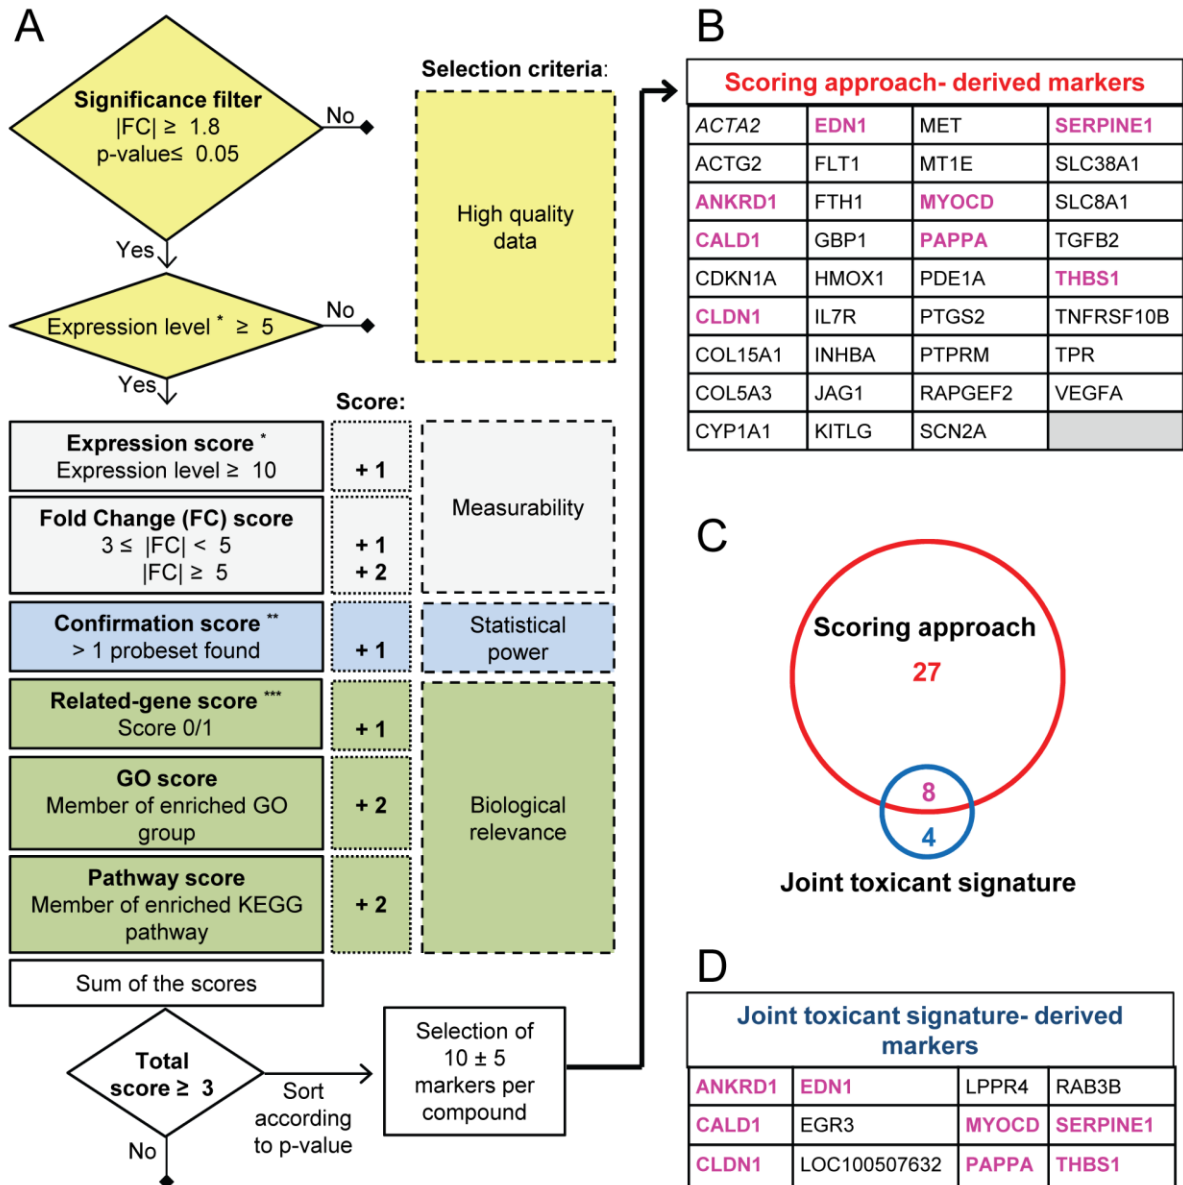 A
Significance filter
|FC| ≥ 1.8
p-value≤ 0.05
No
Yes
Expression level * ≥ 5
No
Yes
Selection criteria:
High quality
data
Score:
Expression score *
Expression level ≥ 10
+ 1
Fold Change (FC) score
3 ≤ |FC| < 5
+ 1
|FC| ≥ 5
+ 2
Measurability
Confirmation score **
> 1 probeset found
+ 1
Statistical
power
Related-gene score ***
Score 0/1
+ 1
GO score
Member of enriched GO
group
+ 2
Pathway score
Member of enriched KEGG
pathway
+ 2
Biological
relevance
Sum of the scores
Total
score ≥ 3
No
Sort
according
to p-value
Selection of
10 ± 5
markers per
compound
B
Scoring approach- derived markers
ACTA2 EDN1 MET SERPINE1
ACTG2 FLT1 MT1E SLC38A1
ANKRD1 FTH1 MYOCD SLC8A1
CALD1 GBP1 PAPPA TGFB2
CDKN1A HMOX1 PDE1A THBS1
CLDN1 IL7R PTGS2 TNFRSF10B
COL15A1 INHBA PTPRM TPR
COL5A3 JAG1 RAPGEF2 VEGFA
CYP1A1 KITLG SCN2A
C
Scoring approach
27
8
4
Joint toxicant signature
D
Joint toxicant signature- derived
markers
ANKRD1 EDN1 LPPR4 RAB3B
CALD1 EGR3 MYOCD SERPINE1
CLDN1 LOC100507632 PAPPA THBS1